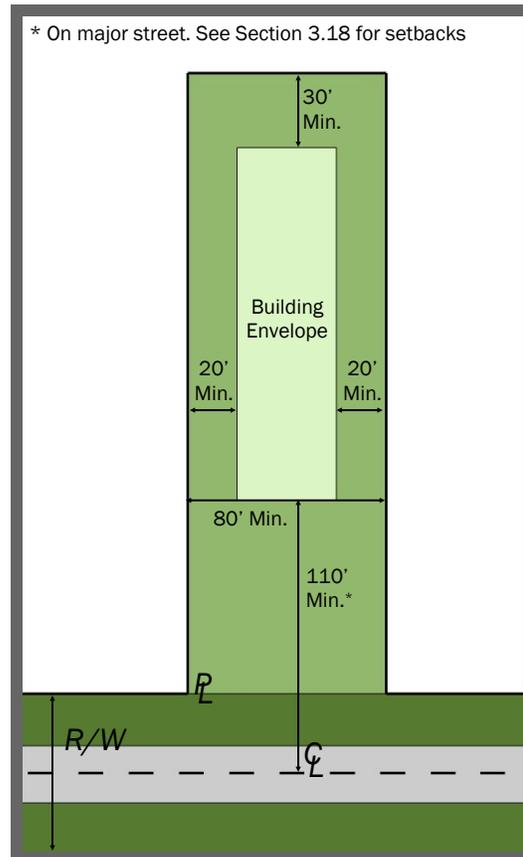 * On major street. See Section 3.18 for setbacks
30’
Min.
Building
Envelope
20’
Min.
20’
Min.
80’ Min.
110’
Min.*
PL
R/W
CL